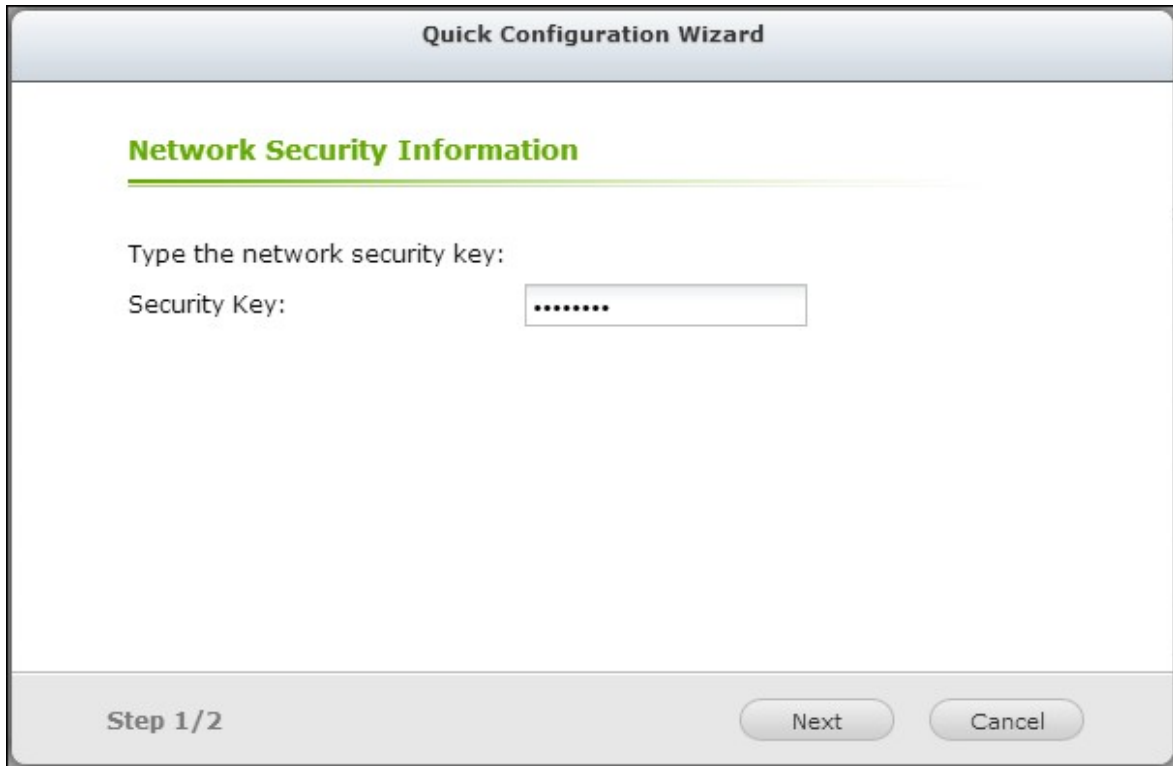 Quick Configuration Wizard
Network Security Information
Type the network security key:
Security Key: ••••••••
Step 1/2 Next Cancel